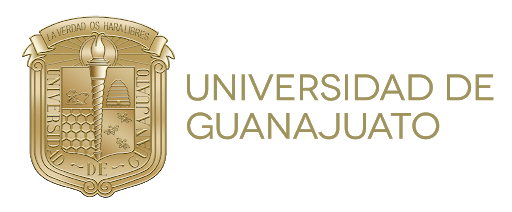 LA VERDAD OS HARA LIBRES
UNIVERSIDAD
DE
GUANAJUATO
UNIVERSIDAD DE
GUANAJUATO